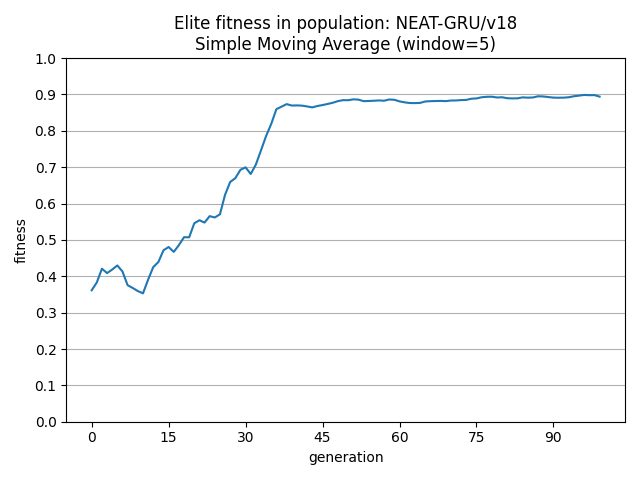 Elite fitness in population: NEAT-GRU/v18
Simple Moving Average (window=5)
1.0
0.9
0.8
0.7
0.6
0.5
0.4
0.3
0.2
0.1
0.0
fitness
0 15 30 45 60 75 90
generation